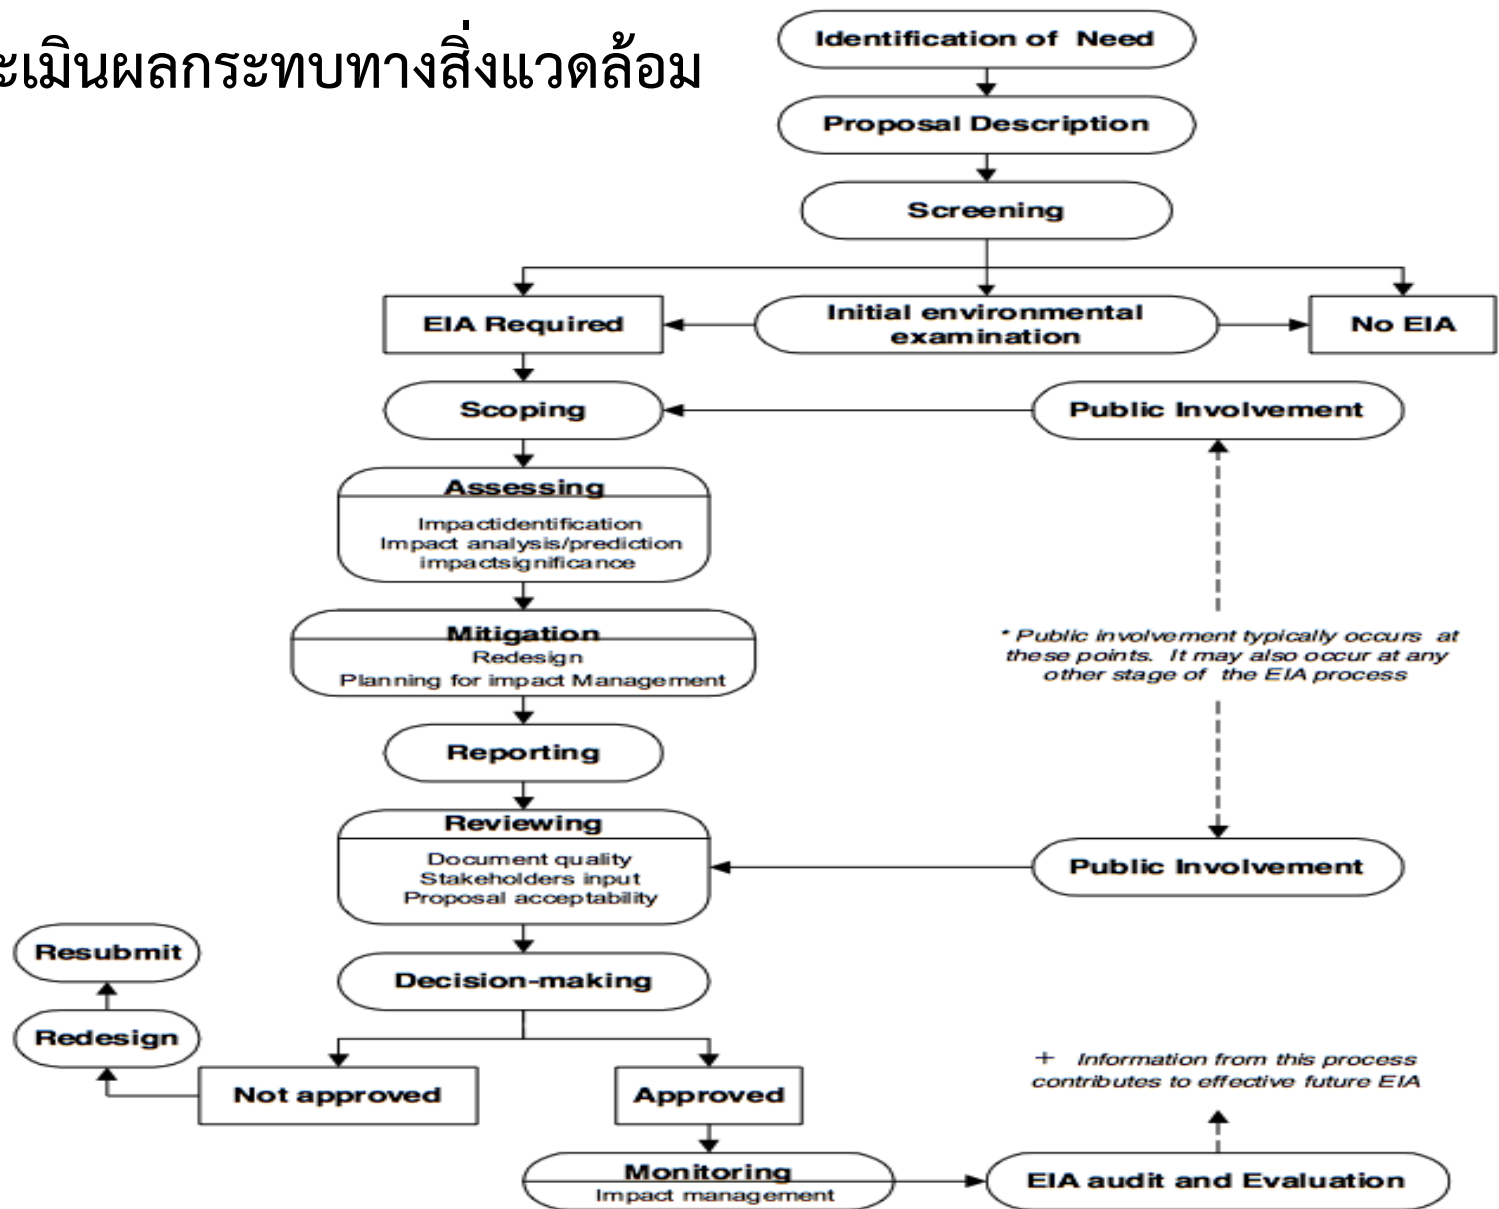 ะเมินผลกระทบทางสิ่งแวดล้อม
Identification of Need
Proposal Description
Screening
EIA Required
Initial environmental
examination
No EIA
Scoping
Public Involvement
Assessing
Impactidentification
Impact analysis/prediction
impactsignificance
Mitigation
Redesign
Planning for impact Management
* Public involvement typically occurs at
these points. It may also occur at any
other stage of the EIA process
Reporting
Reviewing
Document quality
Stakeholders input
Proposal acceptability
Public Involvement
Resubmit
Decision-making
Redesign
Not approved
Approved
+ Information from this process
contributes to effective future EIA
Monitoring
Impact management
EIA audit and Evaluation